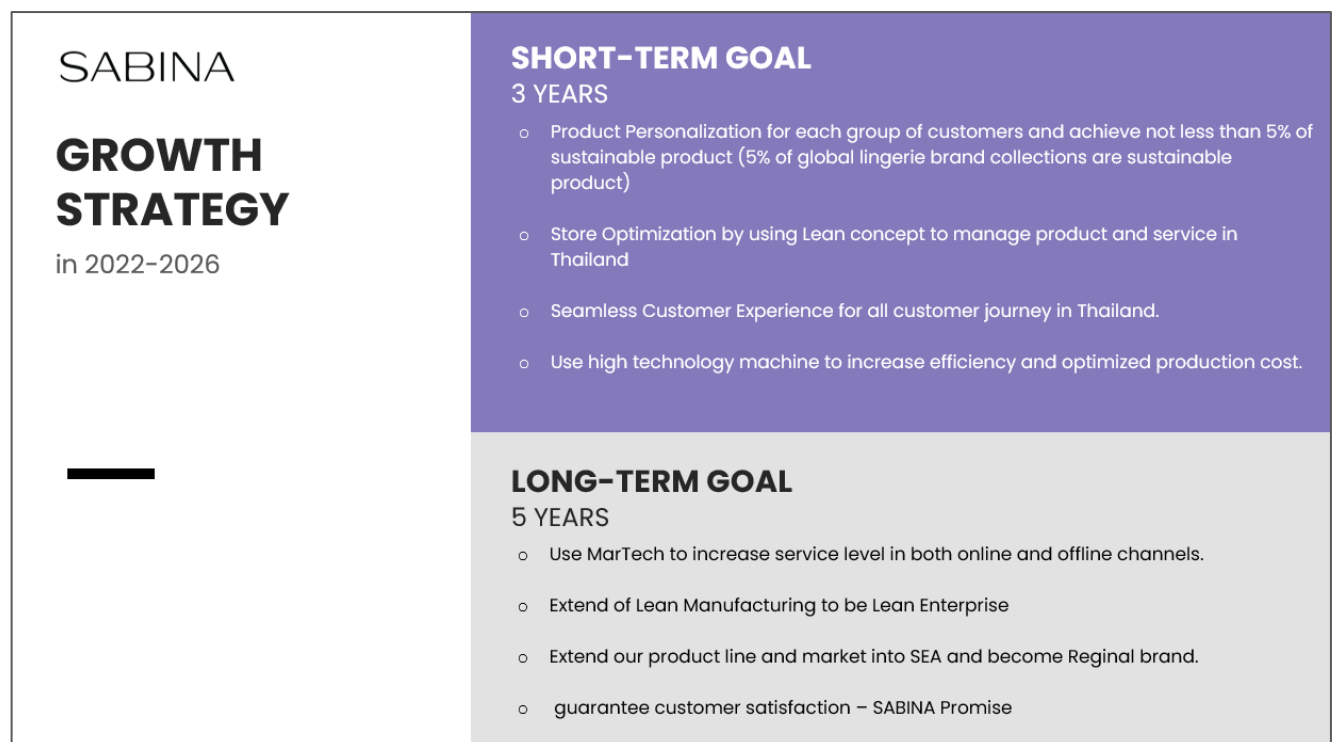 SABINA
GROWTH
STRATEGY
in 2022-2026
SHORT-TERM GOAL
3 YEARS
○ Product Personalization for each group of customers and achieve not less than 5% of
sustainable product (5% of global lingerie brand collections are sustainable
product)
○ Store Optimization by using Lean concept to manage product and service in
Thailand
○ Seamless Customer Experience for all customer journey in Thailand.
○ Use high technology machine to increase efficiency and optimized production cost.
LONG-TERM GOAL
5 YEARS
○ Use MarTech to increase service level in both online and offline channels.
○ Extend of Lean Manufacturing to be Lean Enterprise
○ Extend our product line and market into SEA and become Reginal brand.
○ guarantee customer satisfaction – SABINA Promise